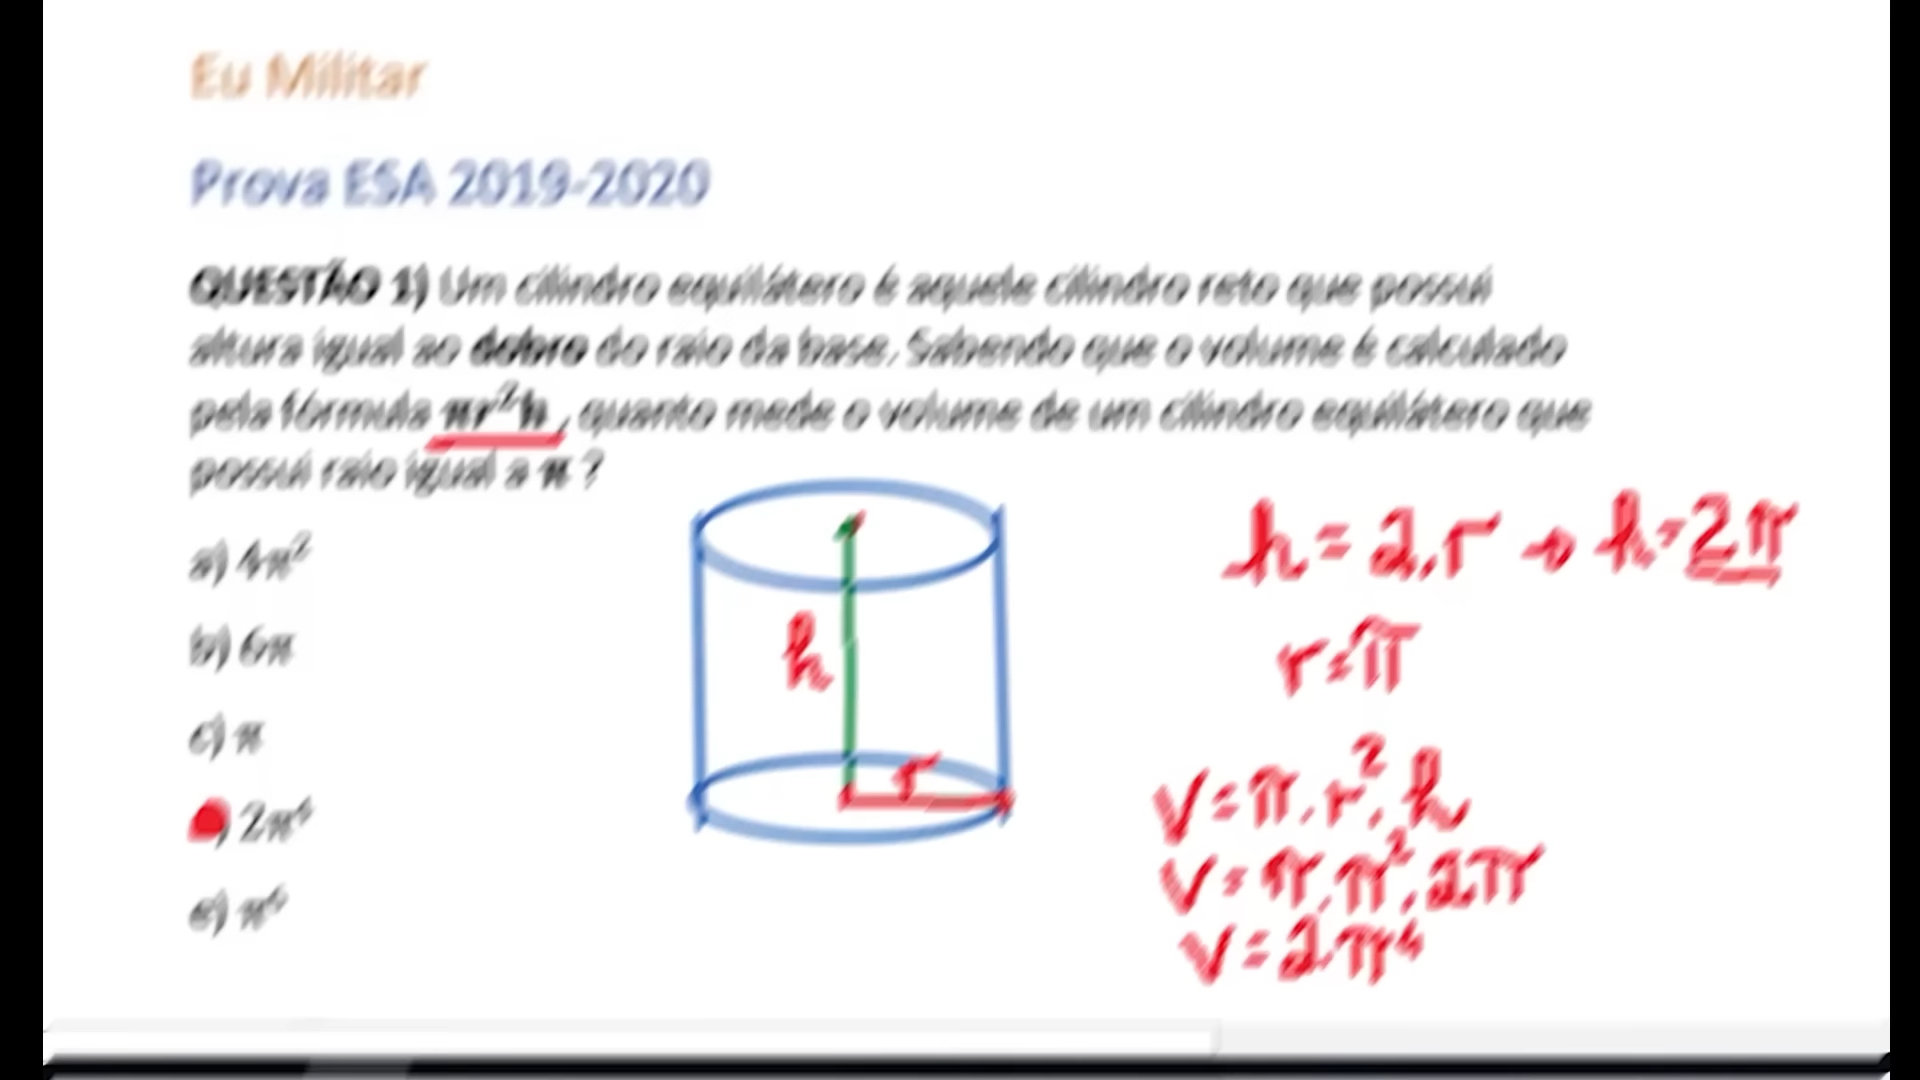 Eu Militar
Prova ESA 2019-2020
QUESTÃO 1) Um cilindro equilátero é aquele cilindro reto que possui
altura igual ao dobro do raio da base. Sabendo que o volume é calculado
pela fórmula πr²h, quanto mede o volume de um cilindro equilátero que
possui raio igual a π ?
a) 4π²
b) 6π
c) π
) 2π⁴
e) π⁴
h
r
h = 2.r → h = 2π
r = π
V = π.r².h
V = π.π².2π
V = 2.π⁴